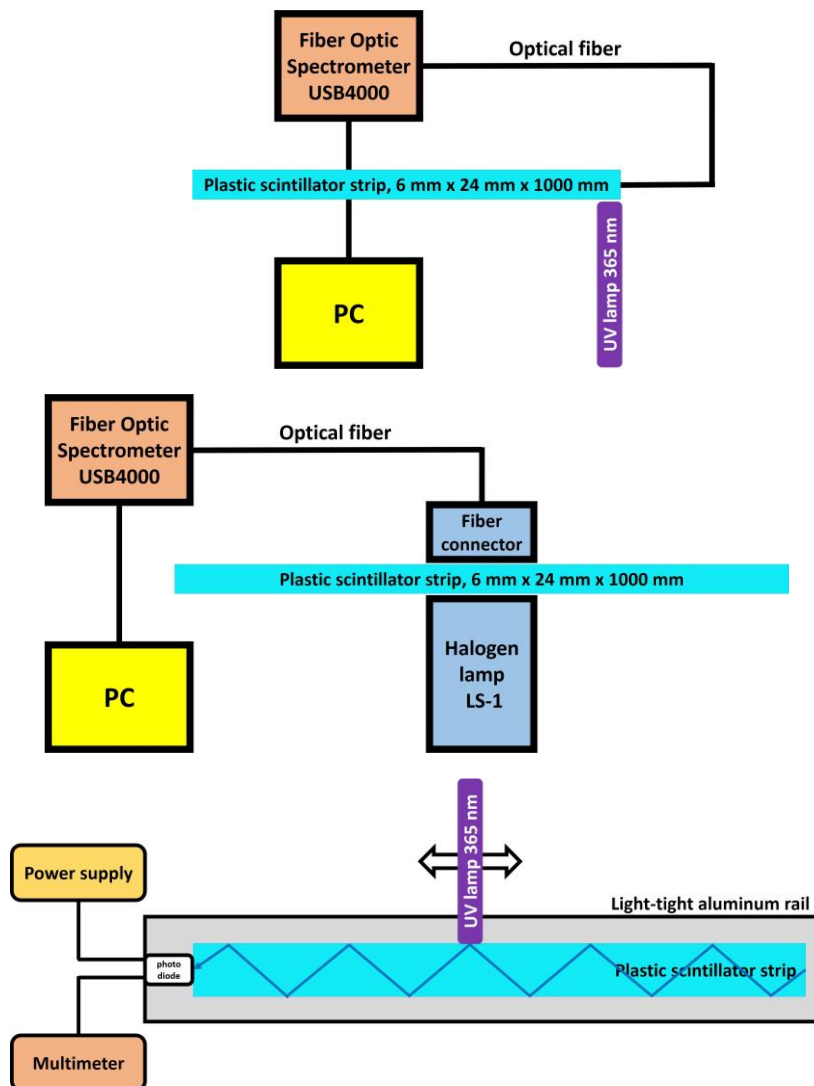 Fiber Optic
Spectrometer
USB4000
Optical fiber
Plastic scintillator strip, 6 mm x 24 mm x 1000 mm
UV lamp 365 nm
PC
Fiber Optic
Spectrometer
USB4000
Optical fiber
Fiber
connector
Plastic scintillator strip, 6 mm x 24 mm x 1000 mm
PC
Halogen
lamp
LS-1
UV lamp 365 nm
Power supply
Light-tight aluminum rail
photo
diode
Plastic scintillator strip
Multimeter